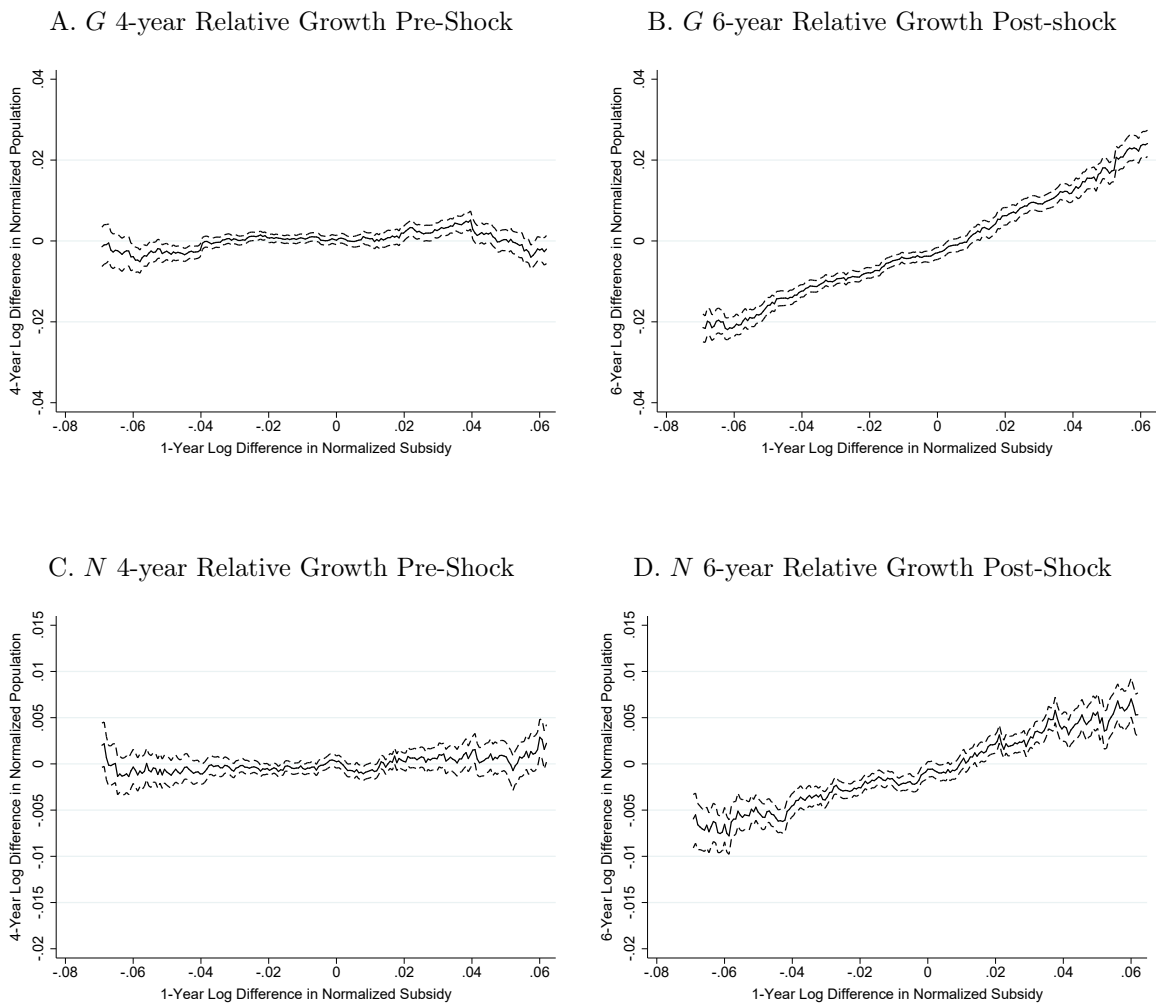 A. G 4-year Relative Growth Pre-Shock
4-Year Log Difference in Normalized Population
.04
.02
0
-.02
-.04
-.08 -.06 -.04 -.02 0 .02 .04 .06
1-Year Log Difference in Normalized Subsidy
B. G 6-year Relative Growth Post-shock
6-Year Log Difference in Normalized Population
.04
.02
0
-.02
-.04
-.08 -.06 -.04 -.02 0 .02 .04 .06
1-Year Log Difference in Normalized Subsidy
C. N 4-year Relative Growth Pre-Shock
4-Year Log Difference in Normalized Population
.015
.01
.005
0
-.005
-.01
-.015
-.02
-.08 -.06 -.04 -.02 0 .02 .04 .06
1-Year Log Difference in Normalized Subsidy
D. N 6-year Relative Growth Post-Shock
6-Year Log Difference in Normalized Population
.015
.01
.005
0
-.005
-.01
-.015
-.02
-.08 -.06 -.04 -.02 0 .02 .04 .06
1-Year Log Difference in Normalized Subsidy